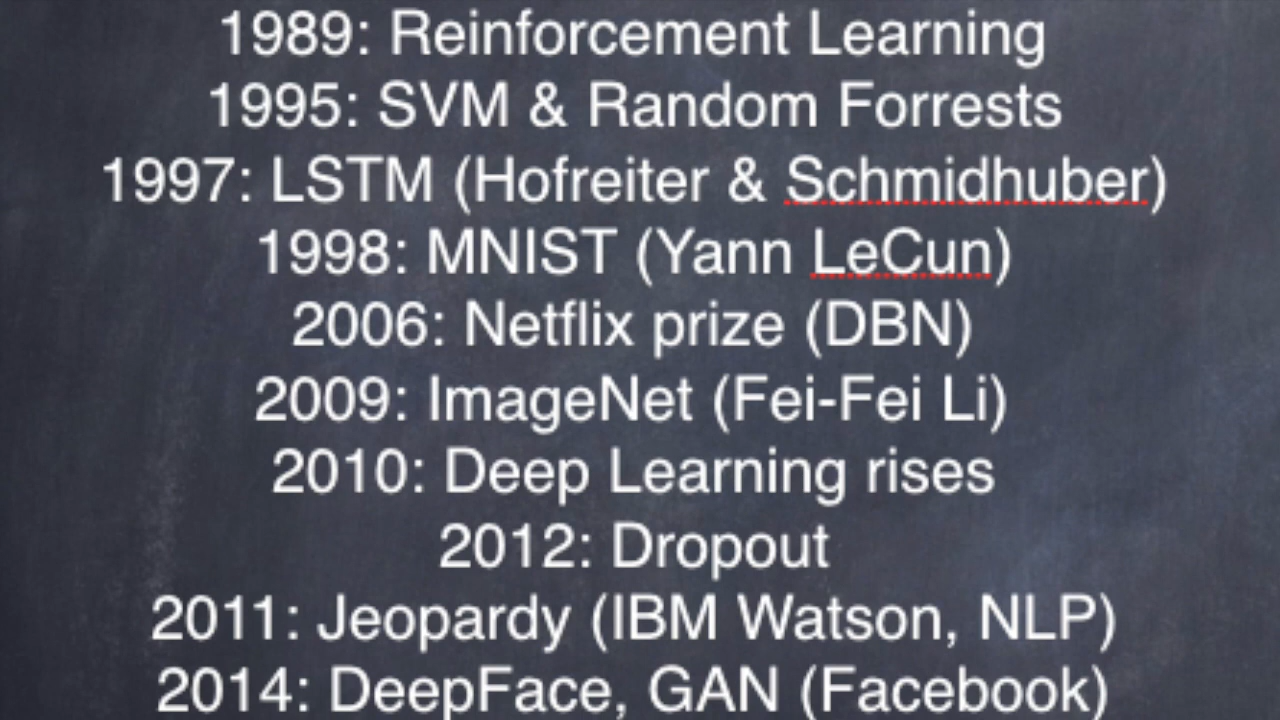 1989: Reinforcement Learning
1995: SVM & Random Forrests
1997: LSTM (Hofreiter & Schmidhuber)
1998: MNIST (Yann LeCun)
2006: Netflix prize (DBN)
2009: ImageNet (Fei-Fei Li)
2010: Deep Learning rises
2012: Dropout
2011: Jeopardy (IBM Watson, NLP)
2014: DeepFace, GAN (Facebook)